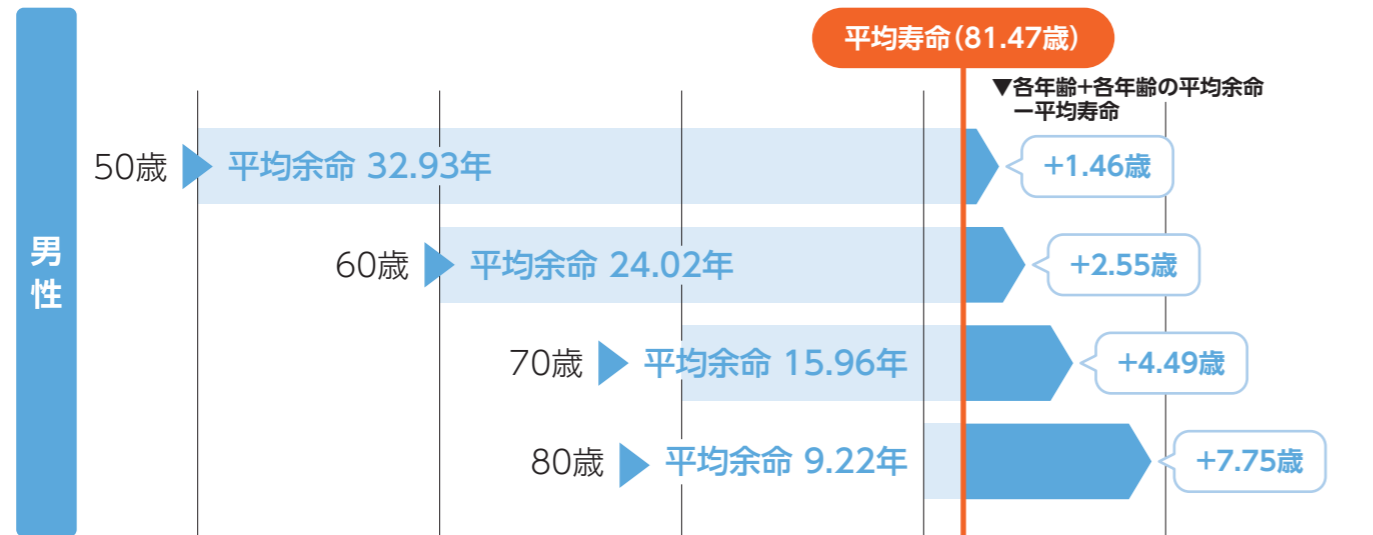 平均寿命(81.47歳)
▼各年齢+各年齢の平均余命
ー平均寿命
男性
50歳 平均余命 32.93年 +1.46歳
60歳 平均余命 24.02年 +2.55歳
70歳 平均余命 15.96年 +4.49歳
80歳 平均余命 9.22年 +7.75歳